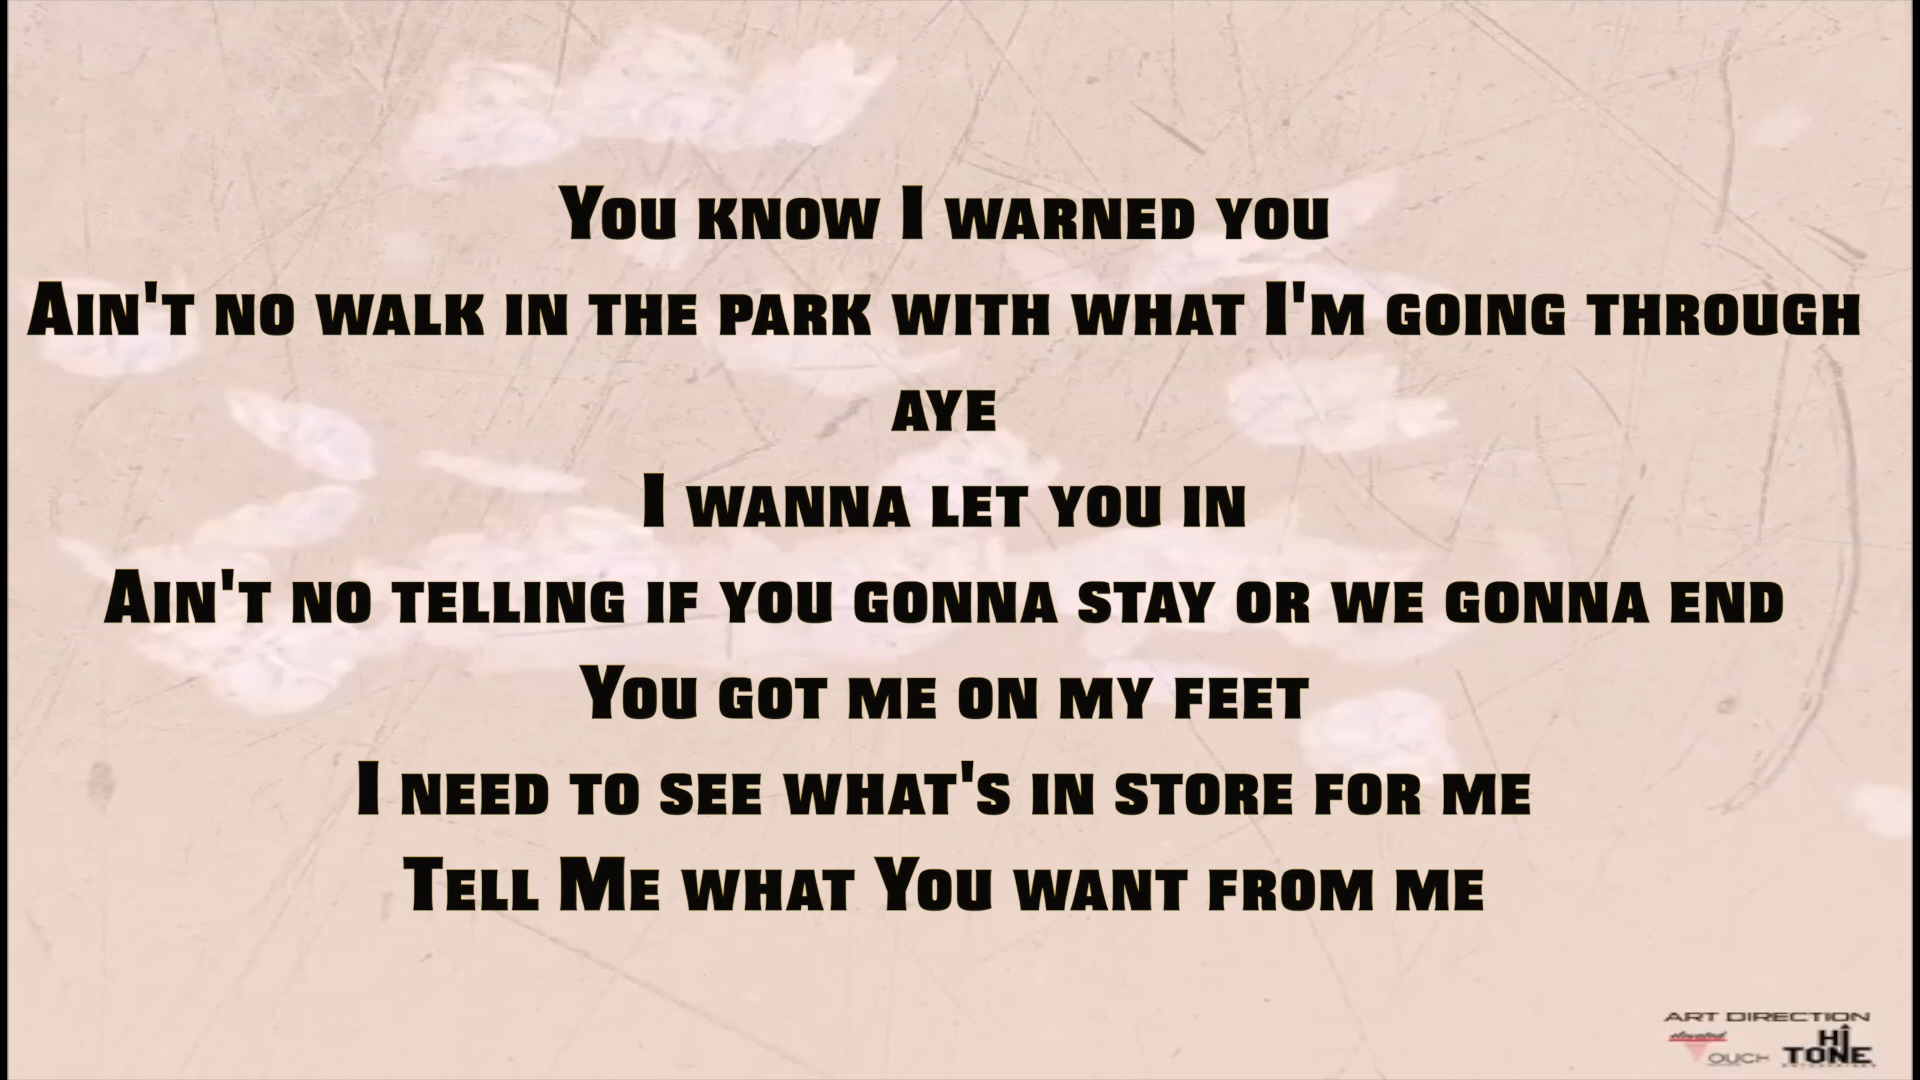 You know I warned you
Ain't no walk in the park with what I'm going through
aye
I wanna let you in
Ain't no telling if you gonna stay or we gonna end
You got me on my feet
I need to see what's in store for me
Tell Me what You want from me
ART DIRECTION
elevated
OUCH
HI
TONE